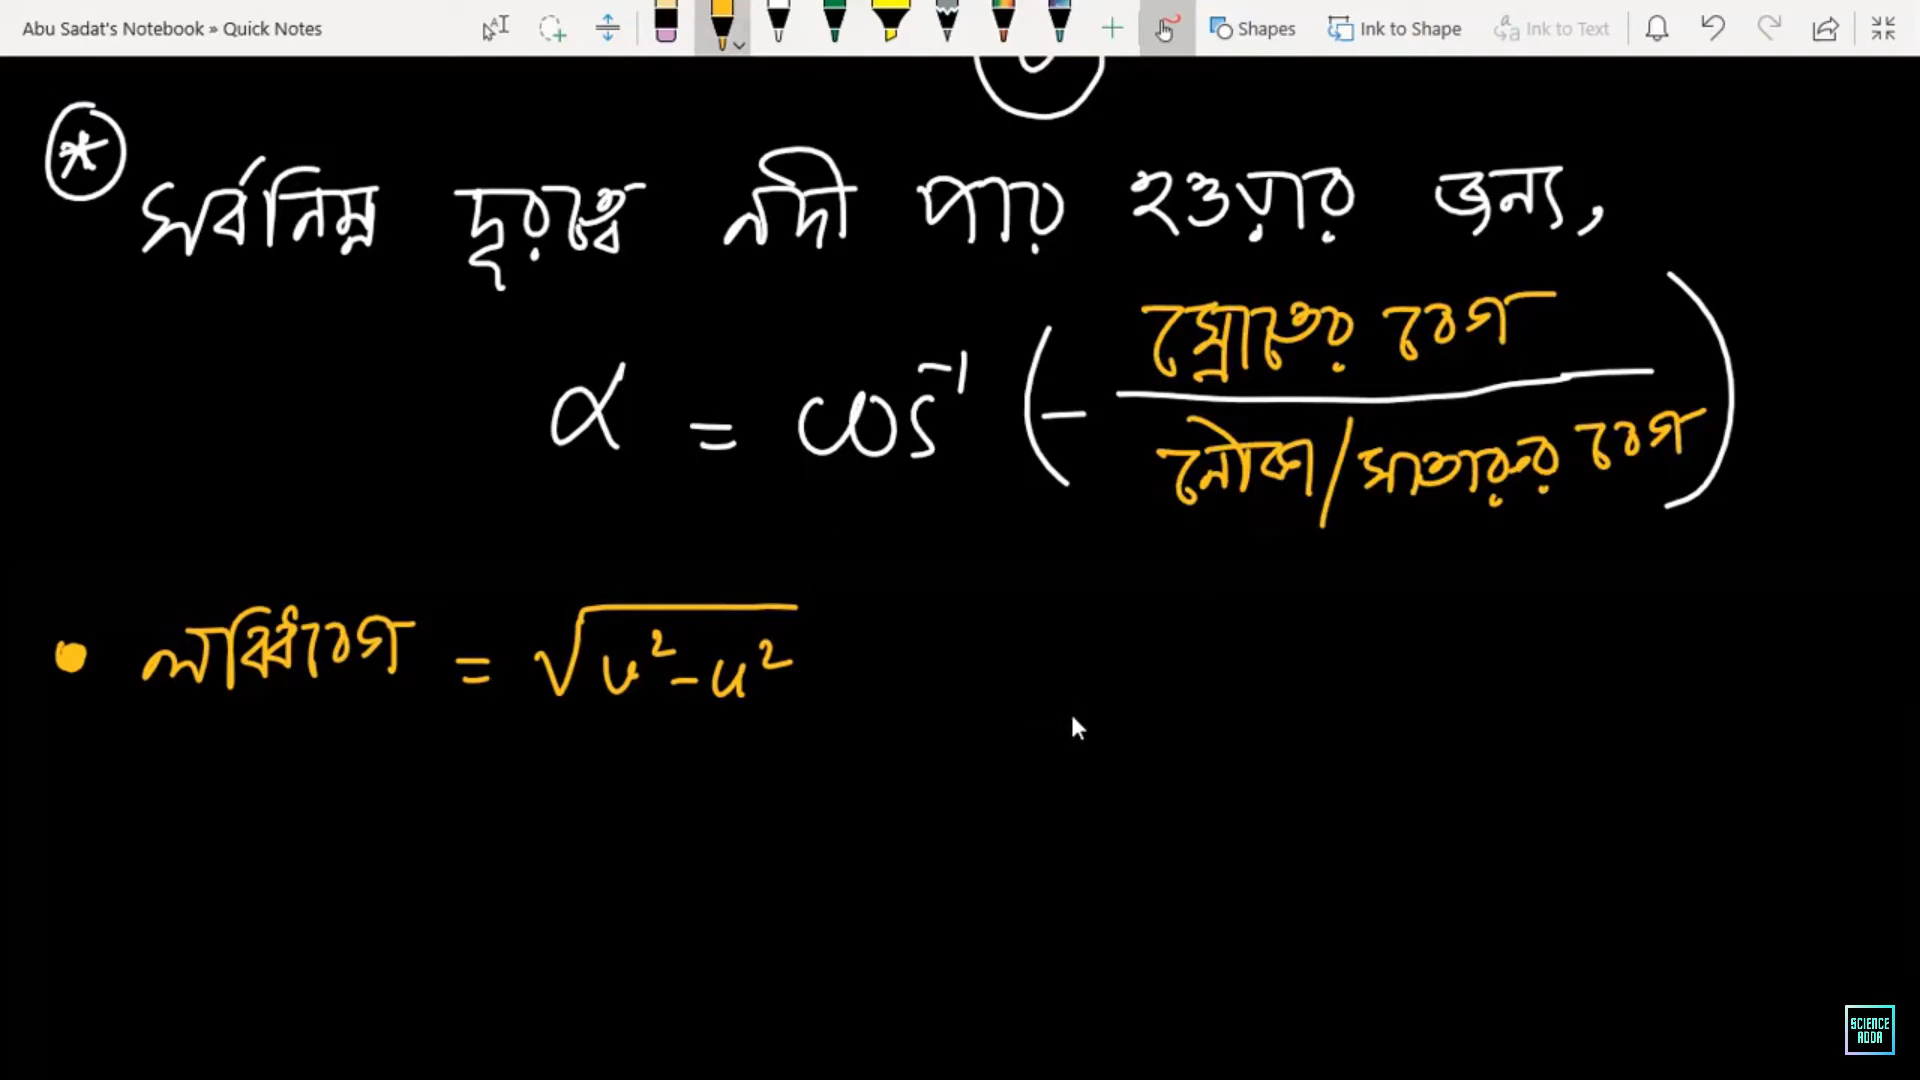 Abu Sadat's Notebook » Quick Notes
Shapes Ink to Shape Ink to Text
* সর্বনিম্ন দূরত্বে নদী পার হওয়ার জন্য,
α = cos⁻¹ (- স্রোতের বেগ / নৌকা/সাতারুর বেগ)
• লব্ধিবেগ = √(v² - u²)
SCIENCE
ADDA